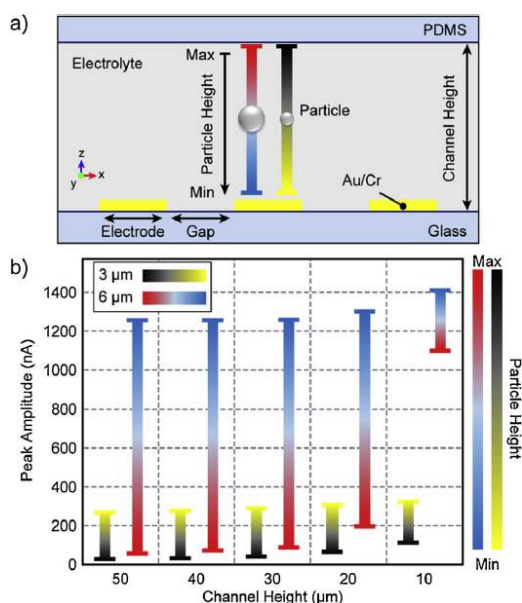 a)
PDMS
Electrolyte
Max
Particle Height
Particle
Channel Height
z
y
x
Min
Au/Cr
Electrode
Gap
Glass
b)
3 µm
6 µm
Peak Amplitude (nA)
1400
1200
1000
800
600
400
200
0
50
40
30
20
10
Channel Height (µm)
Max
Particle Height
Min